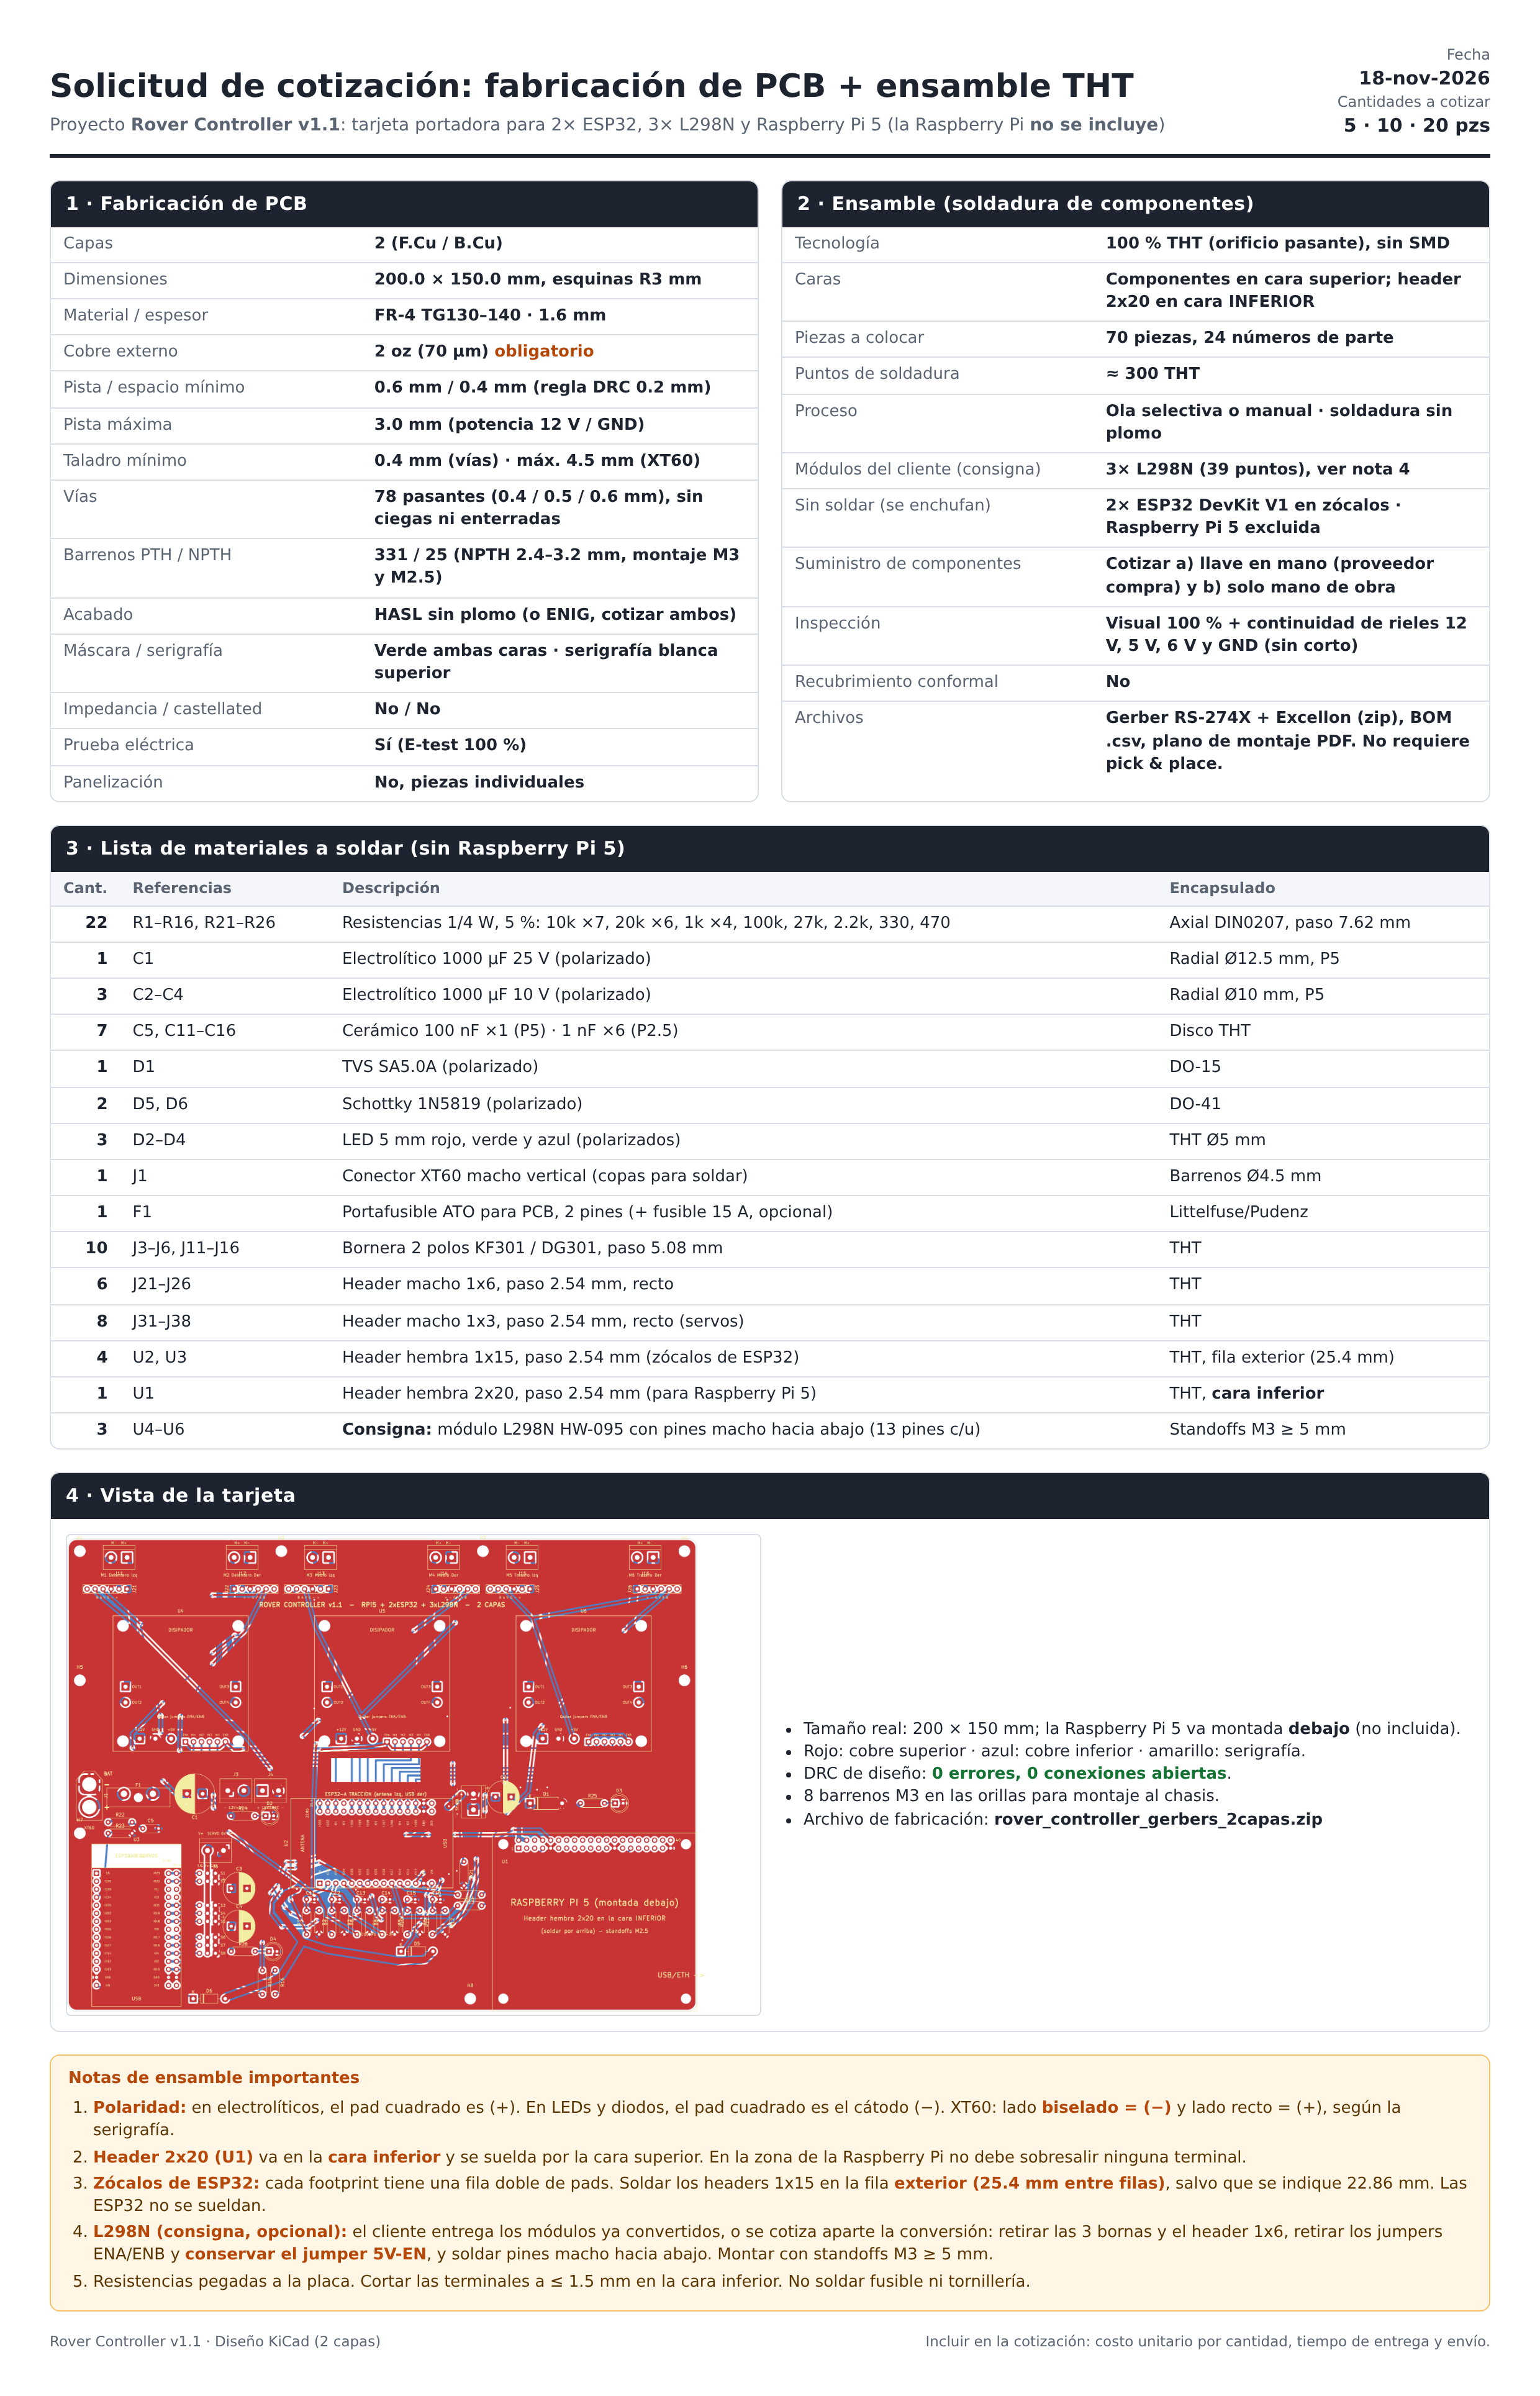 Fecha
Solicitud de cotización: fabricación de PCB + ensamble THT
18-nov-2026
Cantidades a cotizar
Proyecto Rover Controller v1.1: tarjeta portadora para 2× ESP32, 3× L298N y Raspberry Pi 5 (la Raspberry Pi no se incluye)
5 · 10 · 20 pzs
1 · Fabricación de PCB
Capas 2 (F.Cu / B.Cu)
Dimensiones 200.0 × 150.0 mm, esquinas R3 mm
Material / espesor FR-4 TG130–140 · 1.6 mm
Cobre externo 2 oz (70 µm) obligatorio
Pista / espacio mínimo 0.6 mm / 0.4 mm (regla DRC 0.2 mm)
Pista máxima 3.0 mm (potencia 12 V / GND)
Taladro mínimo 0.4 mm (vías) · máx. 4.5 mm (XT60)
Vías 78 pasantes (0.4 / 0.5 / 0.6 mm), sin
ciegas ni enterradas
Barrenos PTH / NPTH 331 / 25 (NPTH 2.4–3.2 mm, montaje M3
y M2.5)
Acabado HASL sin plomo (o ENIG, cotizar ambos)
Máscara / serigrafía Verde ambas caras · serigrafía blanca
superior
Impedancia / castellated No / No
Prueba eléctrica Sí (E-test 100 %)
Panelización No, piezas individuales
2 · Ensamble (soldadura de componentes)
Tecnología 100 % THT (orificio pasante), sin SMD
Caras Componentes en cara superior; header
2x20 en cara INFERIOR
Piezas a colocar 70 piezas, 24 números de parte
Puntos de soldadura ≈ 300 THT
Proceso Ola selectiva o manual · soldadura sin
plomo
Módulos del cliente (consigna) 3× L298N (39 puntos), ver nota 4
Sin soldar (se enchufan) 2× ESP32 DevKit V1 en zócalos ·
Raspberry Pi 5 excluida
Suministro de componentes Cotizar a) llave en mano (proveedor
compra) y b) solo mano de obra
Inspección Visual 100 % + continuidad de rieles 12
V, 5 V, 6 V y GND (sin corto)
Recubrimiento conformal No
Archivos Gerber RS-274X + Excellon (zip), BOM
.csv, plano de montaje PDF. No requiere
pick & place.
3 · Lista de materiales a soldar (sin Raspberry Pi 5)
Cant. Referencias Descripción Encapsulado
22 R1–R16, R21–R26 Resistencias 1/4 W, 5 %: 10k ×7, 20k ×6, 1k ×4, 100k, 27k, 2.2k, 330, 470 Axial DIN0207, paso 7.62 mm
1 C1 Electrolítico 1000 µF 25 V (polarizado) Radial Ø12.5 mm, P5
3 C2–C4 Electrolítico 1000 µF 10 V (polarizado) Radial Ø10 mm, P5
7 C5, C11–C16 Cerámico 100 nF ×1 (P5) · 1 nF ×6 (P2.5) Disco THT
1 D1 TVS SA5.0A (polarizado) DO-15
2 D5, D6 Schottky 1N5819 (polarizado) DO-41
3 D2–D4 LED 5 mm rojo, verde y azul (polarizados) THT Ø5 mm
1 J1 Conector XT60 macho vertical (copas para soldar) Barrenos Ø4.5 mm
1 F1 Portafusible ATO para PCB, 2 pines (+ fusible 15 A, opcional) Littelfuse/Pudenz
10 J3–J6, J11–J16 Bornera 2 polos KF301 / DG301, paso 5.08 mm THT
6 J21–J26 Header macho 1x6, paso 2.54 mm, recto THT
8 J31–J38 Header macho 1x3, paso 2.54 mm, recto (servos) THT
4 U2, U3 Header hembra 1x15, paso 2.54 mm (zócalos de ESP32) THT, fila exterior (25.4 mm)
1 U1 Header hembra 2x20, paso 2.54 mm (para Raspberry Pi 5) THT, cara inferior
3 U4–U6 Consigna: módulo L298N HW-095 con pines macho hacia abajo (13 pines c/u) Standoffs M3 ≥ 5 mm
4 · Vista de la tarjeta
ROVER CONTROLLER v1.1 — RPI5 + 2xESP32 + 3xL298N — 2 CAPAS
U4
DISIPADOR
DISIPADOR
DISIPADOR
H5
H6
BAT
ESP32-A TRACCION (antena izq, USB der)
ANTENA
USB
U1
RASPBERRY PI 5 (montada debajo)
Header hembra 2x20 en la cara INFERIOR
(soldar por arriba) — standoffs M2.5
USB/ETH
USB
H8
• Tamaño real: 200 × 150 mm; la Raspberry Pi 5 va montada debajo (no incluida).
• Rojo: cobre superior · azul: cobre inferior · amarillo: serigrafía.
• DRC de diseño: 0 errores, 0 conexiones abiertas.
• 8 barrenos M3 en las orillas para montaje al chasis.
• Archivo de fabricación: rover_controller_gerbers_2capas.zip
Notas de ensamble importantes
1. Polaridad: en electrolíticos, el pad cuadrado es (+). En LEDs y diodos, el pad cuadrado es el cátodo (−). XT60: lado biselado = (−) y lado recto = (+), según la
serigrafía.
2. Header 2x20 (U1) va en la cara inferior y se suelda por la cara superior. En la zona de la Raspberry Pi no debe sobresalir ninguna terminal.
3. Zócalos de ESP32: cada footprint tiene una fila doble de pads. Soldar los headers 1x15 en la fila exterior (25.4 mm entre filas), salvo que se indique 22.86 mm. Las
ESP32 no se sueldan.
4. L298N (consigna, opcional): el cliente entrega los módulos ya convertidos, o se cotiza aparte la conversión: retirar las 3 bornas y el header 1x6, retirar los jumpers
ENA/ENB y conservar el jumper 5V-EN, y soldar pines macho hacia abajo. Montar con standoffs M3 ≥ 5 mm.
5. Resistencias pegadas a la placa. Cortar las terminales a ≤ 1.5 mm en la cara inferior. No soldar fusible ni tornillería.
Rover Controller v1.1 · Diseño KiCad (2 capas)
Incluir en la cotización: costo unitario por cantidad, tiempo de entrega y envío.